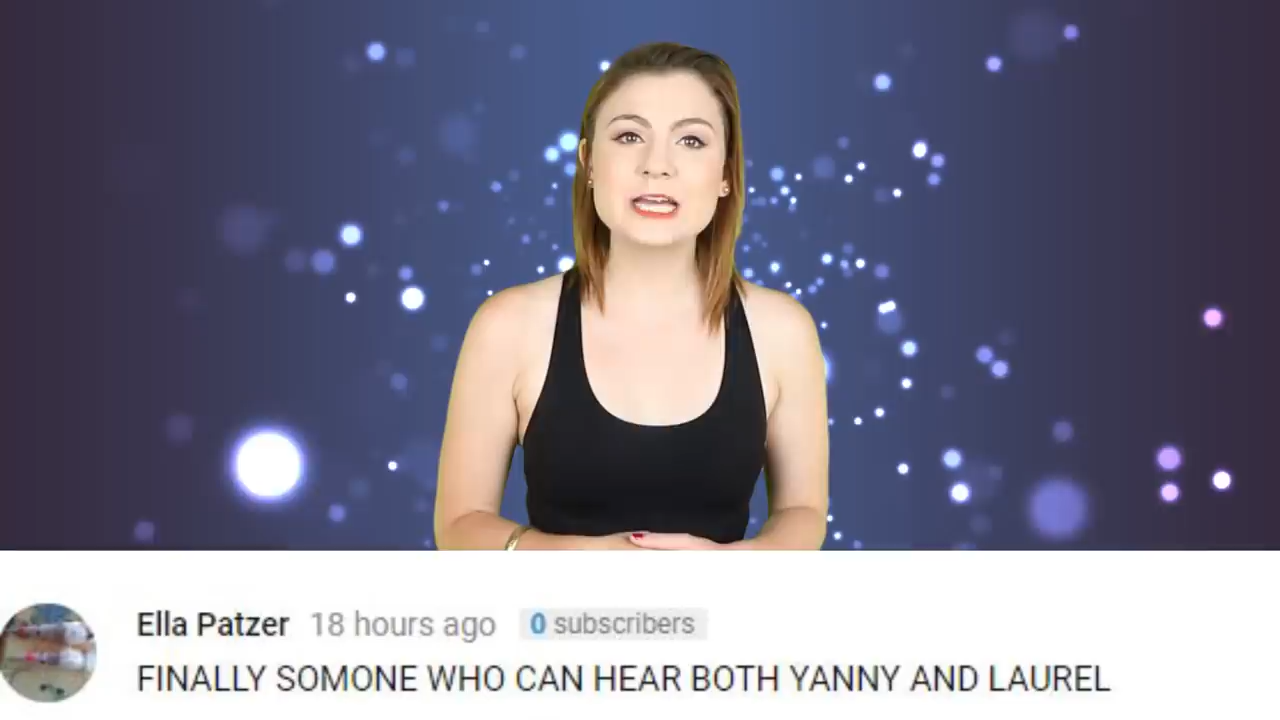 Ella Patzer 18 hours ago 0 subscribers
FINALLY SOMONE WHO CAN HEAR BOTH YANNY AND LAUREL